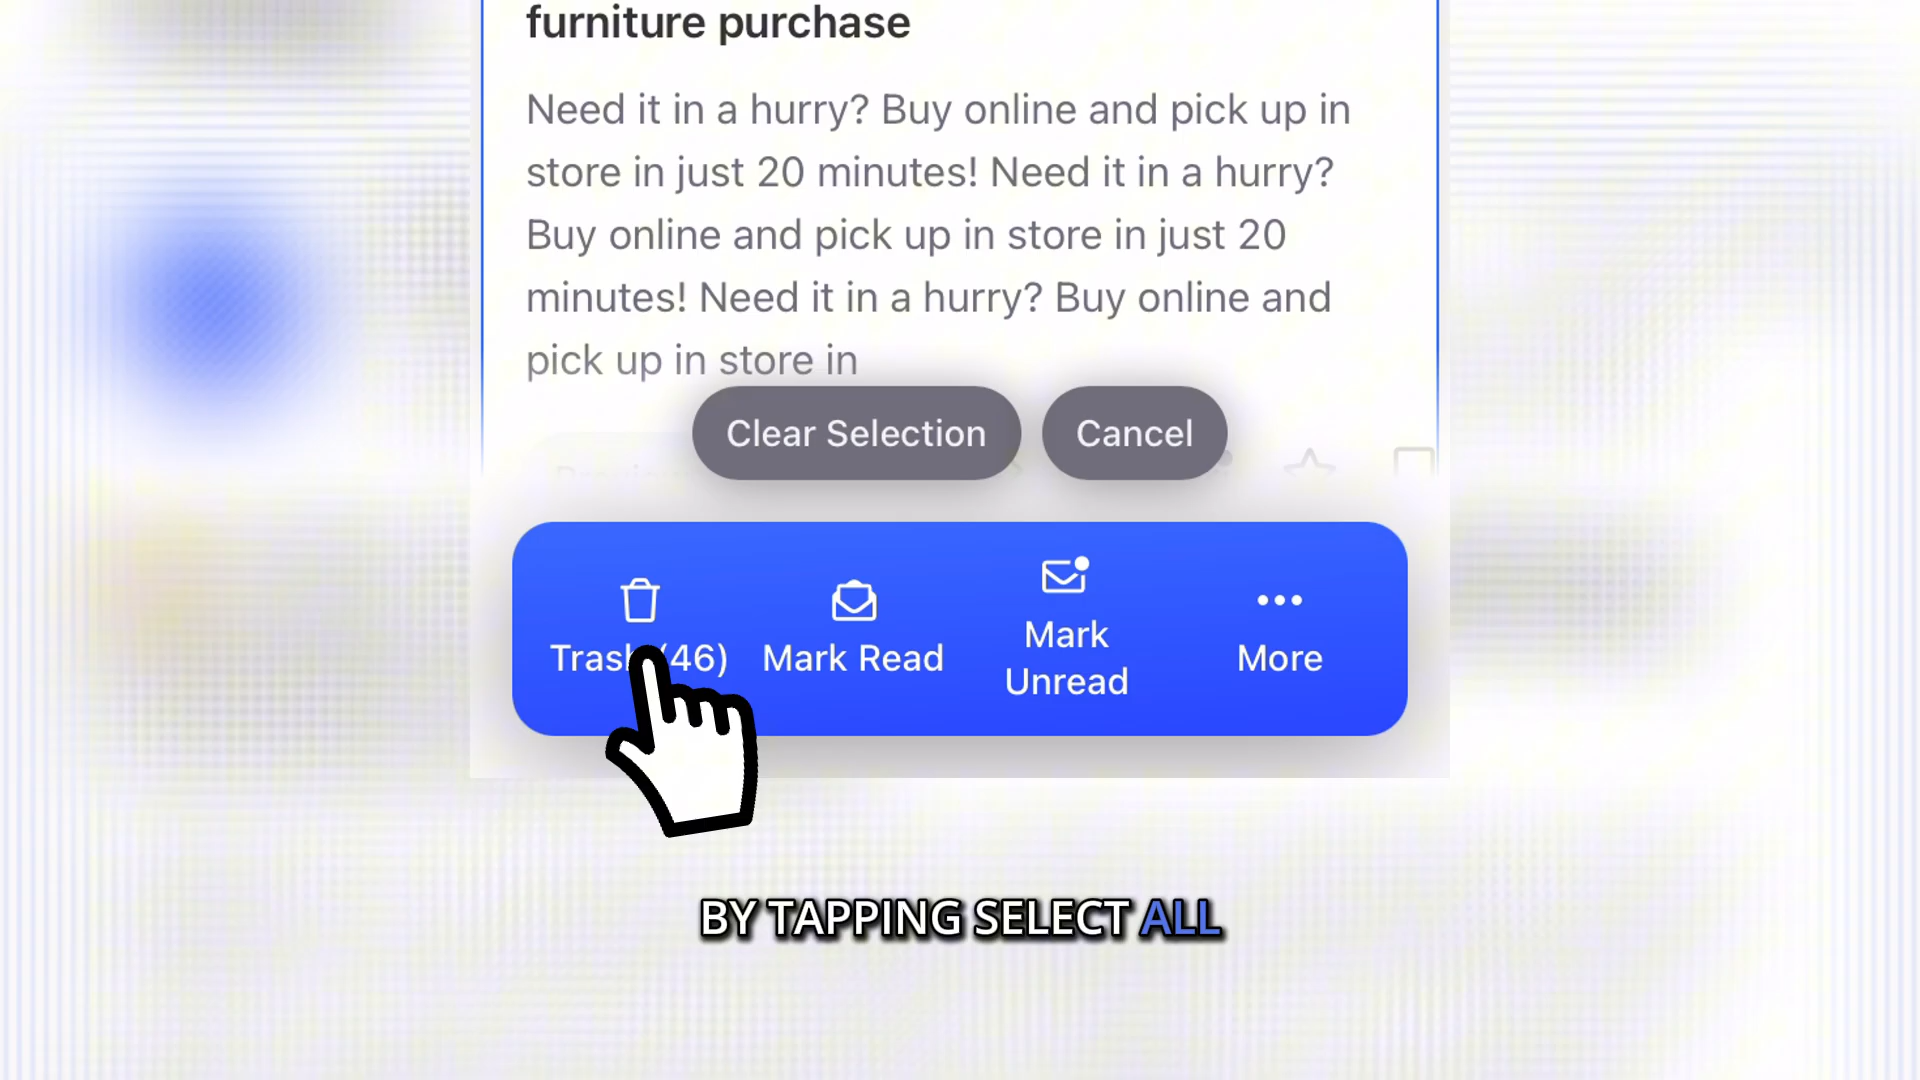 furniture purchase
Need it in a hurry? Buy online and pick up in
store in just 20 minutes! Need it in a hurry?
Buy online and pick up in store in just 20
minutes! Need it in a hurry? Buy online and
pick up in store in
Clear Selection
Cancel
Trash (46)
Mark Read
Mark
Unread
More
BY TAPPING SELECT ALL